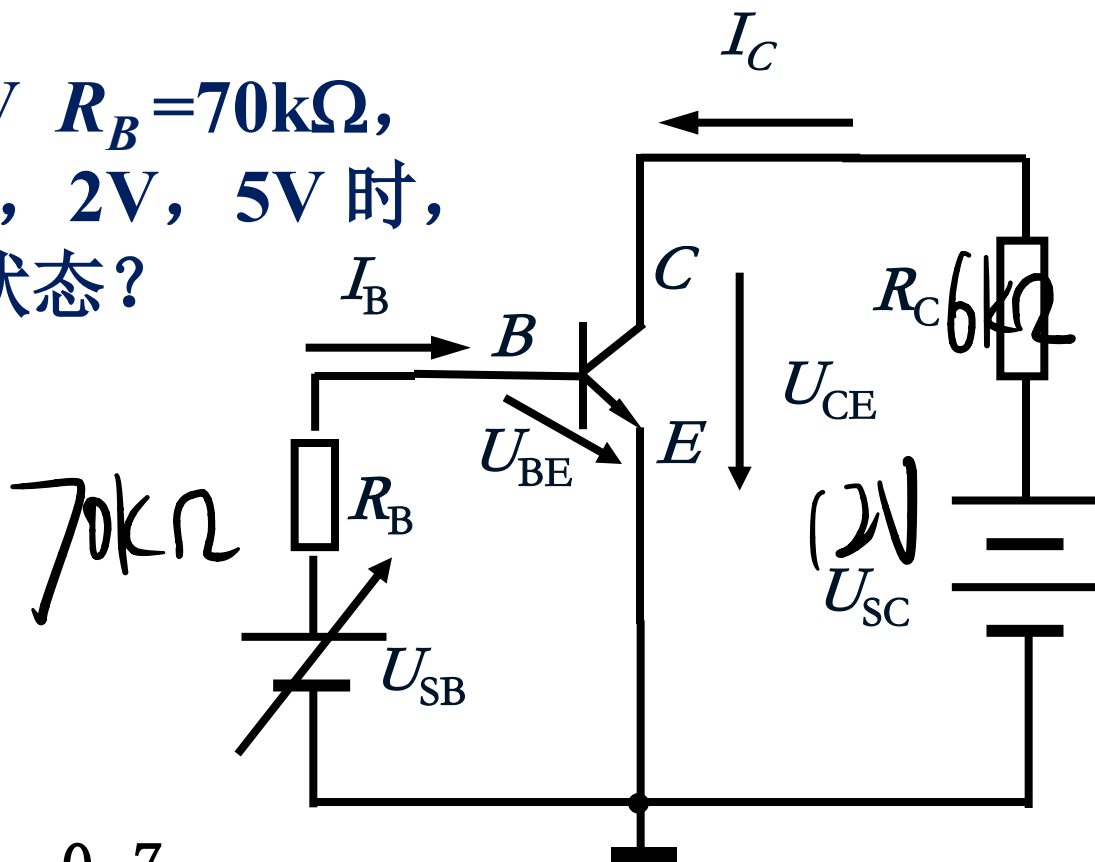 I_C
V R_B=70kΩ,
, 2V, 5V 时,
状态?
I_B
B
C
R_C 6kΩ
U_CE
U_BE
E
70kΩ
R_B
12V
U_SC
U_SB
0.7